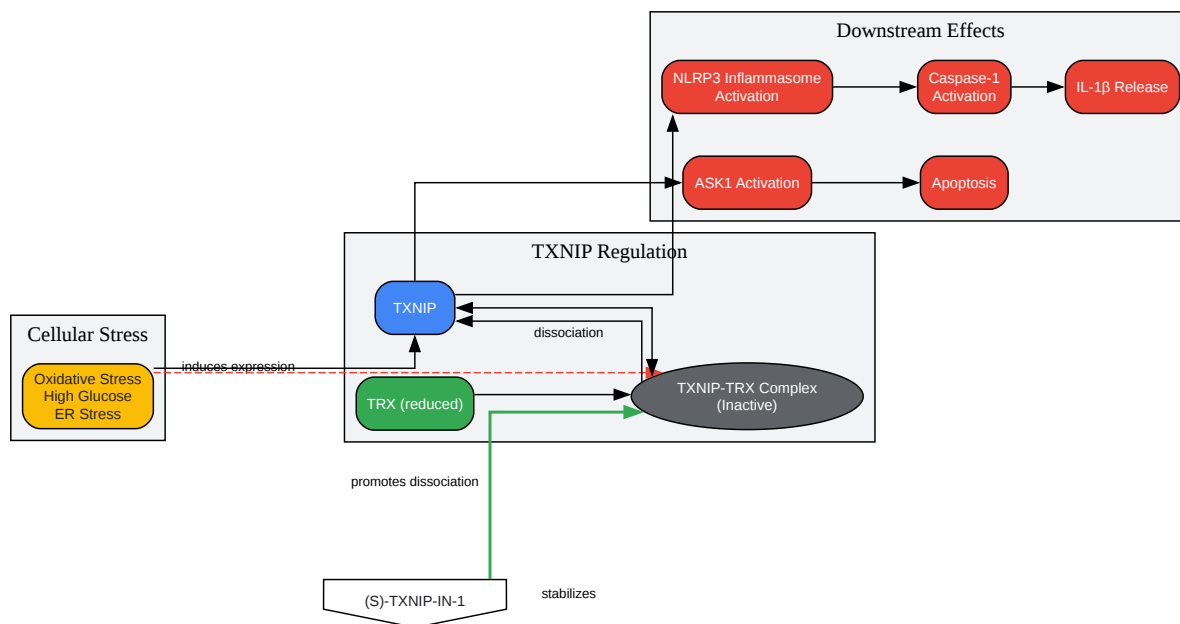 Downstream Effects
NLRP3 Inflammasome
Activation
Caspase-1
Activation
IL-1β Release
ASK1 Activation
Apoptosis
TXNIP Regulation
TXNIP
dissociation
Cellular Stress
induces expression
Oxidative Stress
High Glucose
ER Stress
TRX (reduced)
TXNIP-TRX Complex
(Inactive)
promotes dissociation
(S)-TXNIP-IN-1
stabilizes